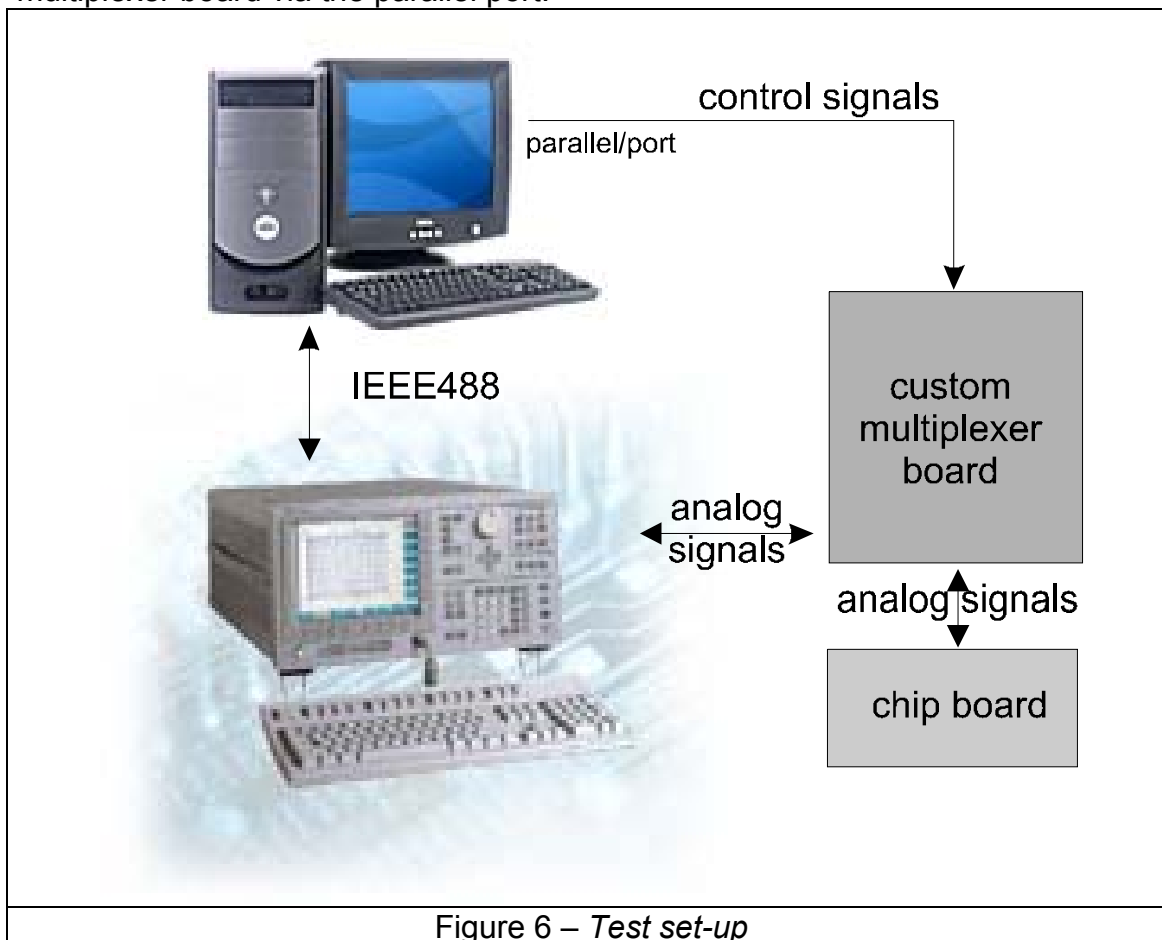 multiplexer board via the parallel port.
control signals
parallel/port
IEEE488
custom
multiplexer
board
analog
signals
analog signals
chip board
Figure 6 – Test set-up